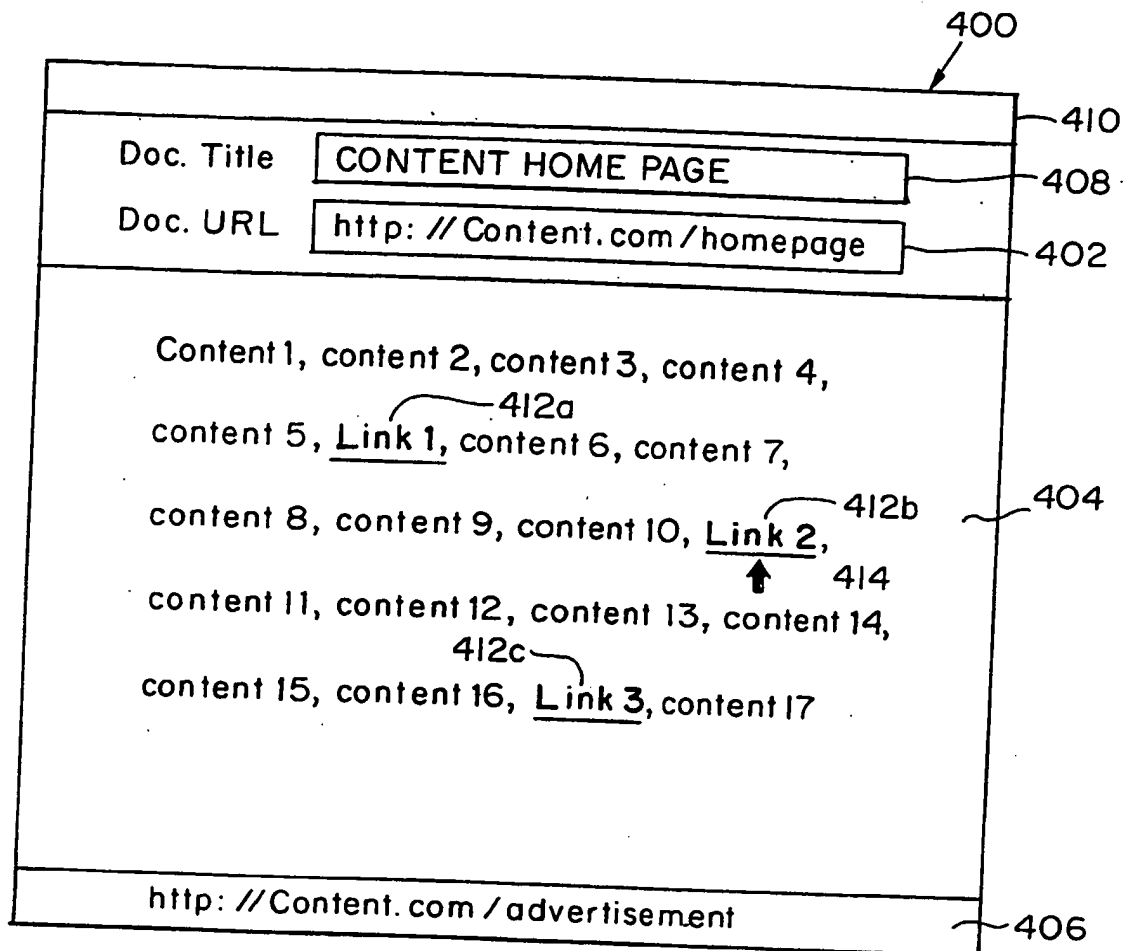 400
410
Doc. Title CONTENT HOME PAGE 408
Doc. URL http: //Content.com/homepage 402
Content 1, content 2, content 3, content 4,
412a
content 5, Link 1, content 6, content 7,
412b 404
content 8, content 9, content 10, Link 2,
414
content 11, content 12, content 13, content 14,
412c
content 15, content 16, Link 3, content 17
http: //Content.com/advertisement 406